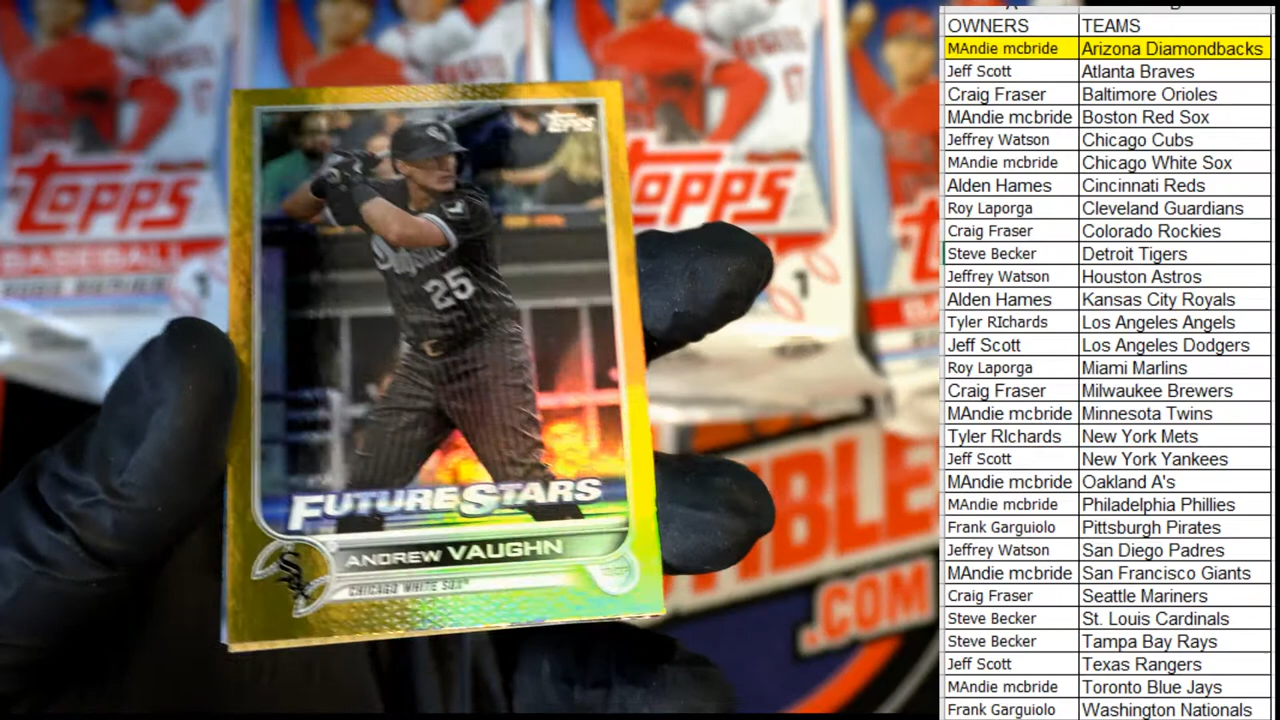 OWNERS TEAMS
MAndie mcbride Arizona Diamondbacks
Jeff Scott Atlanta Braves
Craig Fraser Baltimore Orioles
MAndie mcbride Boston Red Sox
Jeffrey Watson Chicago Cubs
MAndie mcbride Chicago White Sox
Alden Hames Cincinnati Reds
Roy Laporga Cleveland Guardians
Craig Fraser Colorado Rockies
Steve Becker Detroit Tigers
Jeffrey Watson Houston Astros
Alden Hames Kansas City Royals
Tyler RIchards Los Angeles Angels
Jeff Scott Los Angeles Dodgers
Roy Laporga Miami Marlins
Craig Fraser Milwaukee Brewers
MAndie mcbride Minnesota Twins
Tyler RIchards New York Mets
Jeff Scott New York Yankees
MAndie mcbride Oakland A's
MAndie mcbride Philadelphia Phillies
Frank Garguiolo Pittsburgh Pirates
Jeffrey Watson San Diego Padres
MAndie mcbride San Francisco Giants
Craig Fraser Seattle Mariners
Steve Becker St. Louis Cardinals
Steve Becker Tampa Bay Rays
Jeff Scott Texas Rangers
MAndie mcbride Toronto Blue Jays
Frank Garguiolo Washington Nationals
Topps
25
FUTURE STARS
ANDREW VAUGHN
CHICAGO WHITE SOX
SOX
TOPPS
BASEBALL
1
TOPPS
1
.COM